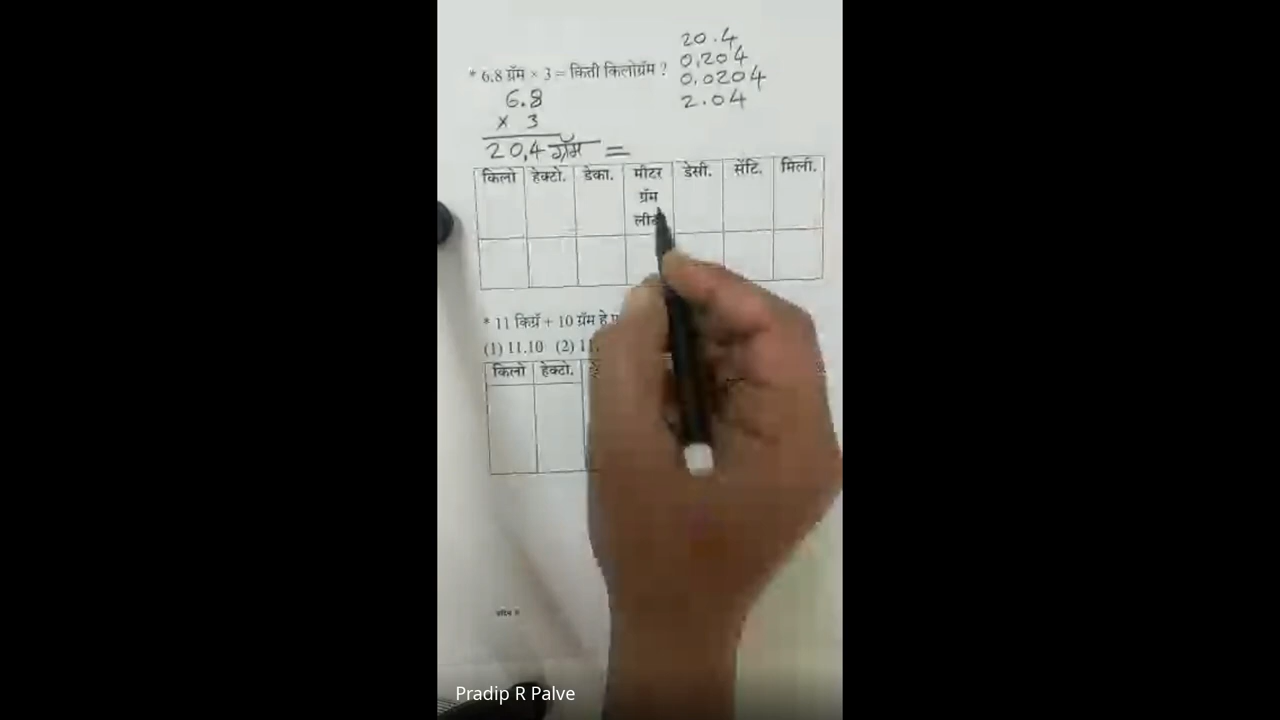 20.4
0.204
* 6.8 ग्रॅम × 3 = किती किलोग्रॅम ?
0.0204
6.8
2.04
× 3
20.4 ग्रॅम =
किलो हेक्टो. डेका. मीटर डेसी. सेंटि. मिली.
ग्रॅम
* 11 किग्रॅ + 10 ग्रॅम हे
(1) 11.10 (2) 11.
किलो हेक्टो.
Pradip R Palve